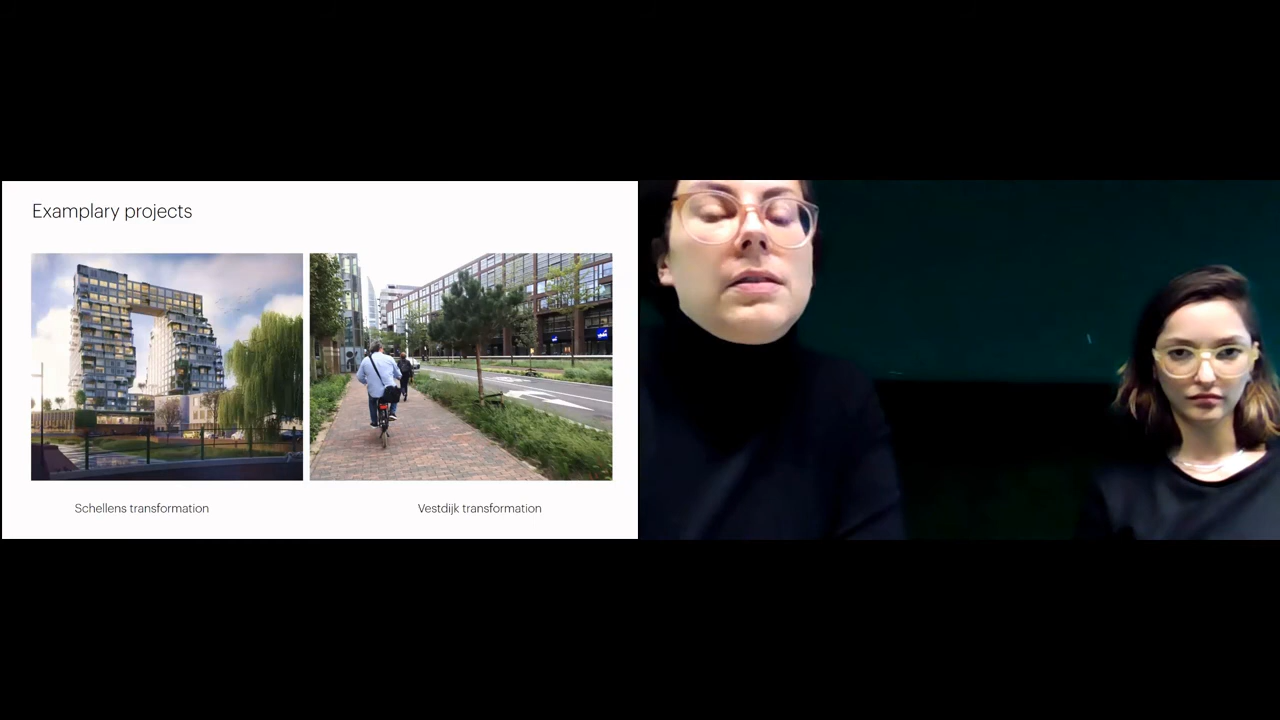 Examplary projects
Schellens transformation
Vestdijk transformation